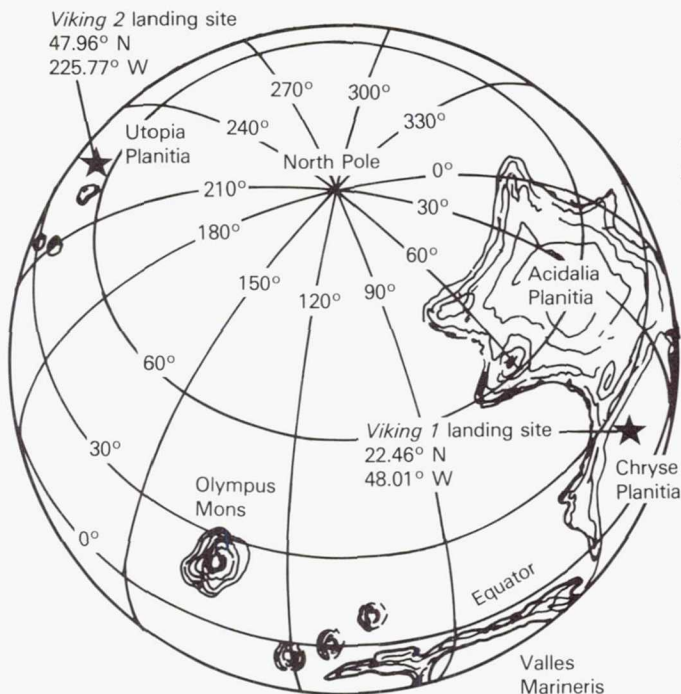 Viking 2 landing site
47.96° N
225.77° W
Utopia
Planitia
270°
300°
240°
330°
North Pole
210°
0°
180°
30°
60°
150°
120°
90°
Acidalia
Planitia
60°
Viking 1 landing site
22.46° N
48.01° W
30°
Chryse
Planitia
Olympus
Mons
0°
Equator
Valles
Marineris